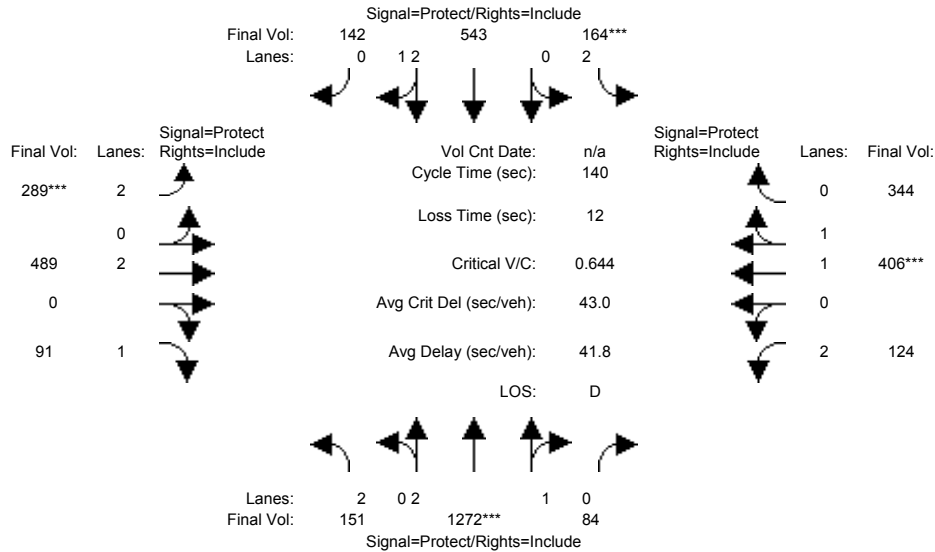 Signal=Protect/Rights=Include
Final Vol: 142 543 164***
Lanes: 0 1 2 0 2
Signal=Protect Signal=Protect
Final Vol: Lanes: Rights=Include Vol Cnt Date: n/a Rights=Include Lanes: Final Vol:
Cycle Time (sec): 140
289*** 2 0 344
Loss Time (sec): 12
0 1
489 2 Critical V/C: 0.644 1 406***
0 0 Avg Crit Del (sec/veh): 43.0 0
91 1 Avg Delay (sec/veh): 41.8 2 124
LOS: D
Lanes: 2 0 2 1 0
Final Vol: 151 1272*** 84
Signal=Protect/Rights=Include